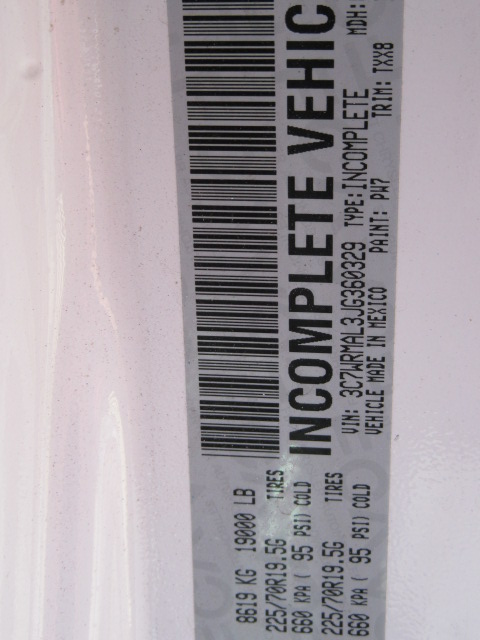 8619 KG 19000 LB
225/70R19.5G TIRES
660 KPA ( 95 PSI) COLD
225/70R19.5G TIRES
660 KPA ( 95 PSI) COLD
INCOMPLETE VEHIC
MDH:
VIN: 3C7WRMAL3JG360329 TYPE:INCOMPLETE
VEHICLE MADE IN MEXICO PAINT: PW7 TRIM: TXX8